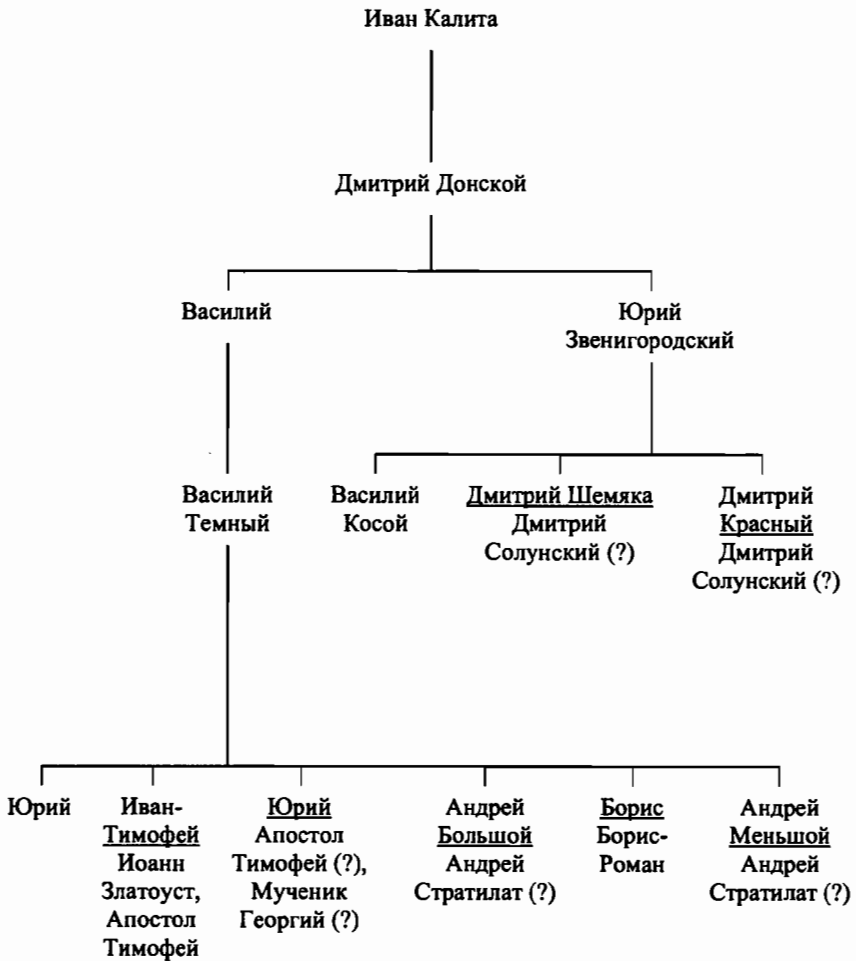 Иван Калита
Дмитрий Донской
Василий
Юрий
Звенигородский
Василий
Темный
Василий
Косой
Дмитрий Шемяка
Дмитрий
Солунский (?)
Дмитрий
Красный
Дмитрий
Солунский (?)
Юрий
Иван-
Тимофей
Иоанн
Златоуст,
Апостол
Тимофей
Юрий
Апостол
Тимофей (?),
Мученик
Георгий (?)
Андрей
Большой
Андрей
Стратилат (?)
Борис
Борис-
Роман
Андрей
Меньшой
Андрей
Стратилат (?)